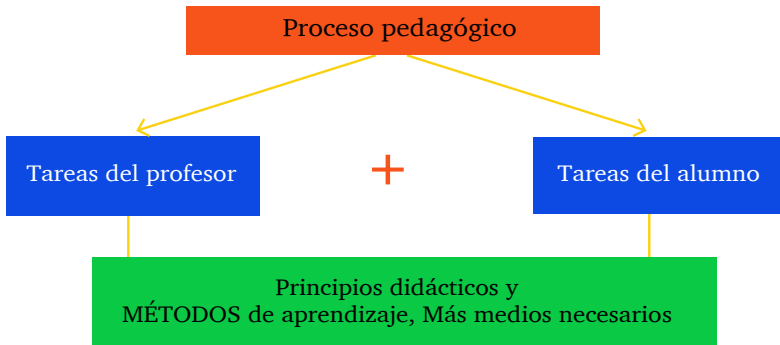 Proceso pedagógico
Tareas del profesor
+
Tareas del alumno
Principios didácticos y
MÉTODOS de aprendizaje, Más medios necesarios